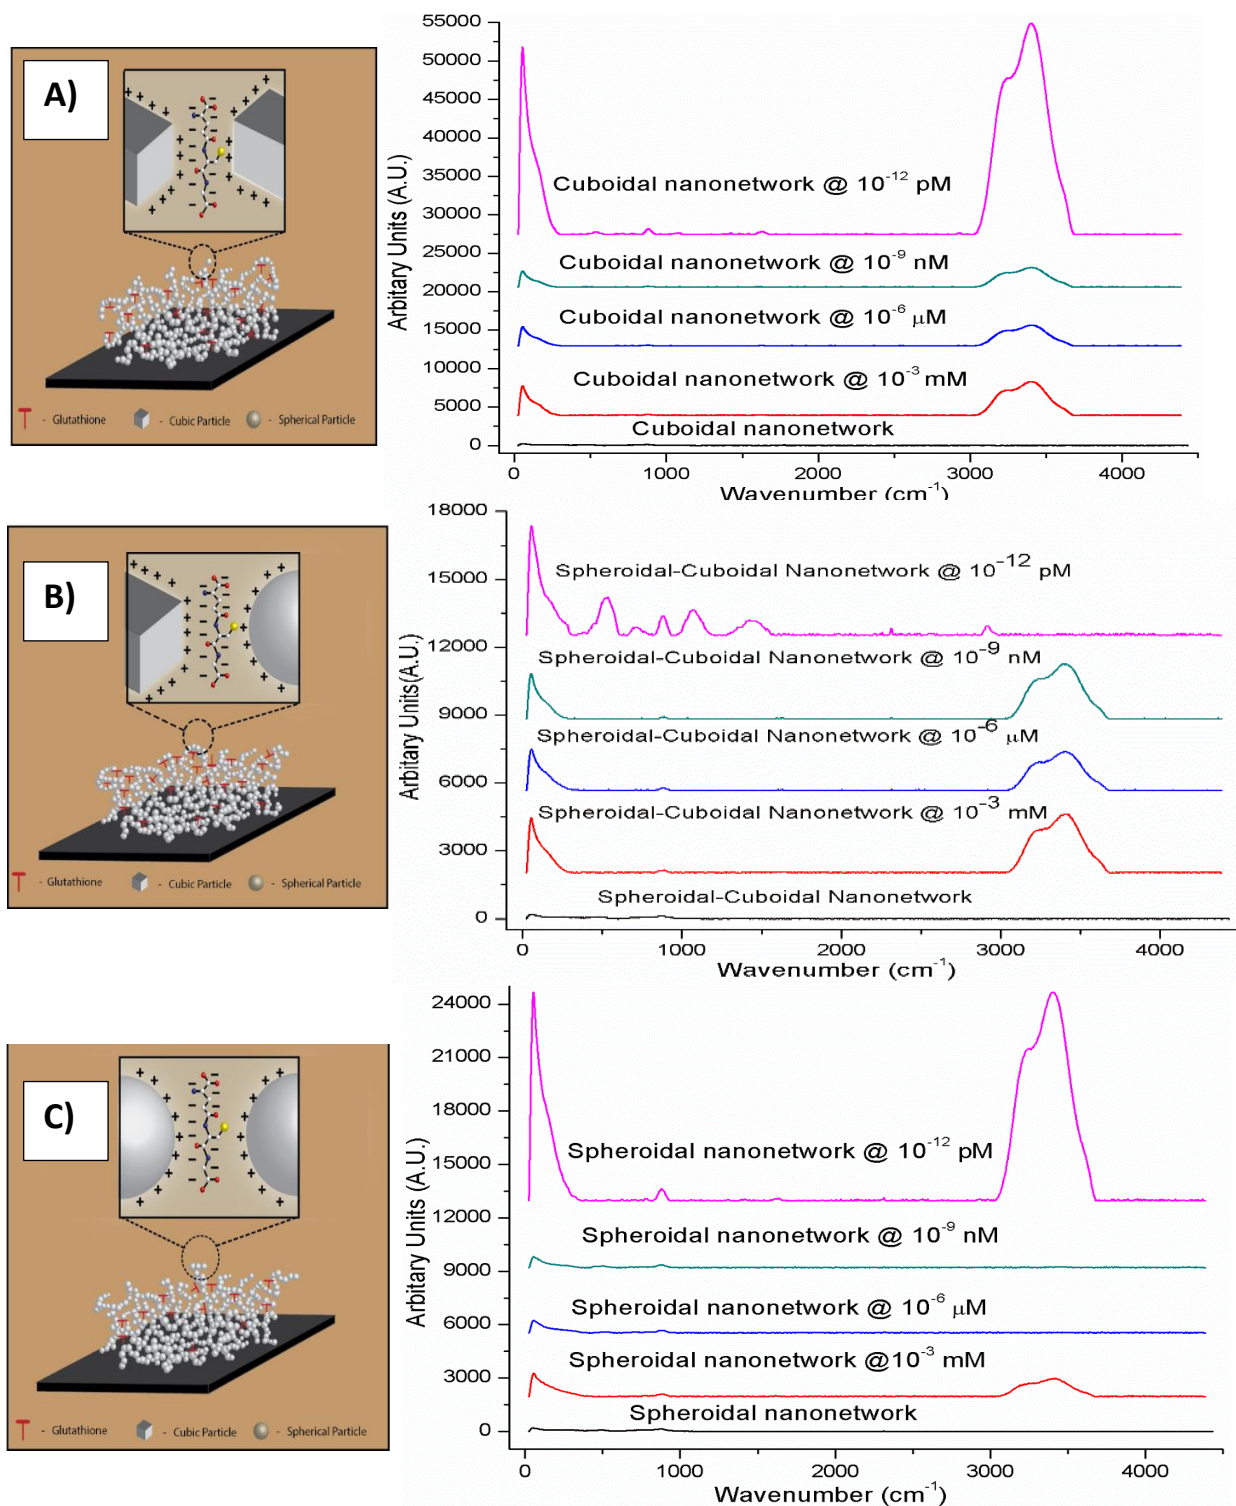 A)
T - Glutathione - Cubic Particle - Spherical Particle
Arbitary Units (A.U.)
55000
50000
45000
40000
35000
30000
25000
20000
15000
10000
5000
0
Cuboidal nanonetwork @ 10⁻¹² pM
Cuboidal nanonetwork @ 10⁻⁹ nM
Cuboidal nanonetwork @ 10⁻⁶ µM
Cuboidal nanonetwork @ 10⁻³ mM
Cuboidal nanonetwork
0 1000 2000 3000 4000
Wavenumber (cm⁻¹)
B)
T - Glutathione - Cubic Particle - Spherical Particle
Arbitary Units(A.U.)
18000
15000
12000
9000
6000
3000
0
Spheroidal-Cuboidal Nanonetwork @ 10⁻¹² pM
Spheroidal-Cuboidal Nanonetwork @ 10⁻⁹ nM
Spheroidal-Cuboidal Nanonetwork @ 10⁻⁶ µM
Spheroidal-Cuboidal Nanonetwork @ 10⁻³ mM
Spheroidal-Cuboidal Nanonetwork
0 1000 2000 3000 4000
Wavenumber (cm⁻¹)
C)
T - Glutathione - Cubic Particle - Spherical Particle
Arbitary Units (A.U.)
24000
21000
18000
15000
12000
9000
6000
3000
0
Spheroidal nanonetwork @ 10⁻¹² pM
Spheroidal nanonetwork @ 10⁻⁹ nM
Spheroidal nanonetwork @ 10⁻⁶ µM
Spheroidal nanonetwork @10⁻³ mM
Spheroidal nanonetwork
0 1000 2000 3000 4000
Wavenumber (cm⁻¹)